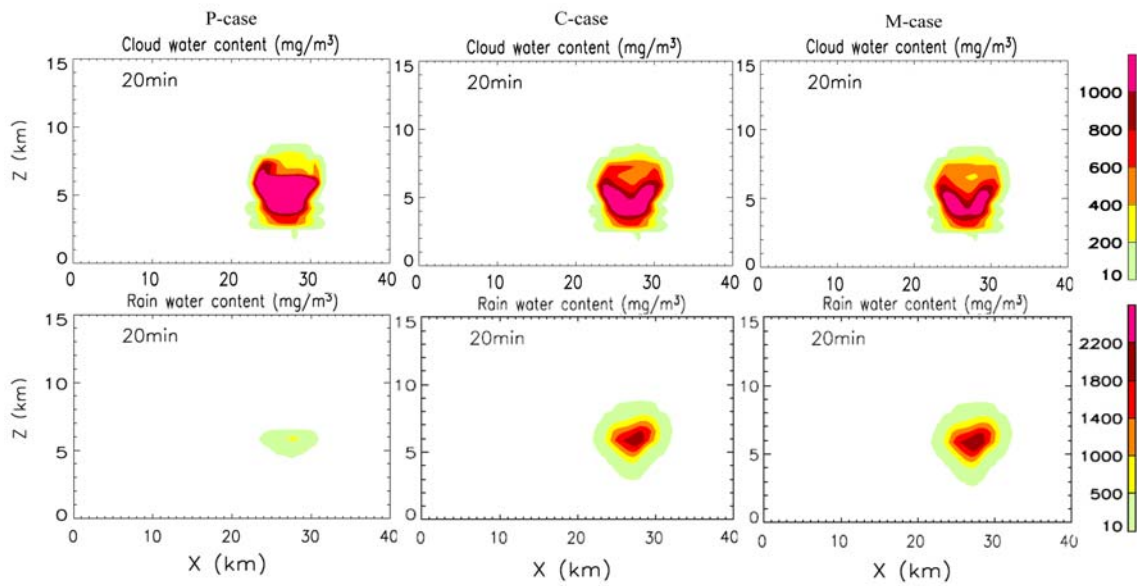 P-case C-case M-case
Cloud water content (mg/m³) Cloud water content (mg/m³) Cloud water content (mg/m³)
15 15 15
20min 20min 20min
1000
10 10 10
800
Z (km)
600
5 5 5
400
200
0 0 0
10
0 10 20 30 40 0 10 20 30 40 0 10 20 30 40
Rain water content (mg/m³) Rain water content (mg/m³) Rain water content (mg/m³)
15 15 15
20min 20min 20min
2200
10 10 10
1800
Z (km)
1400
5 5 5
1000
500
0 0 0
10
0 10 20 30 40 0 10 20 30 40 0 10 20 30 40
X (km) X (km) X (km)